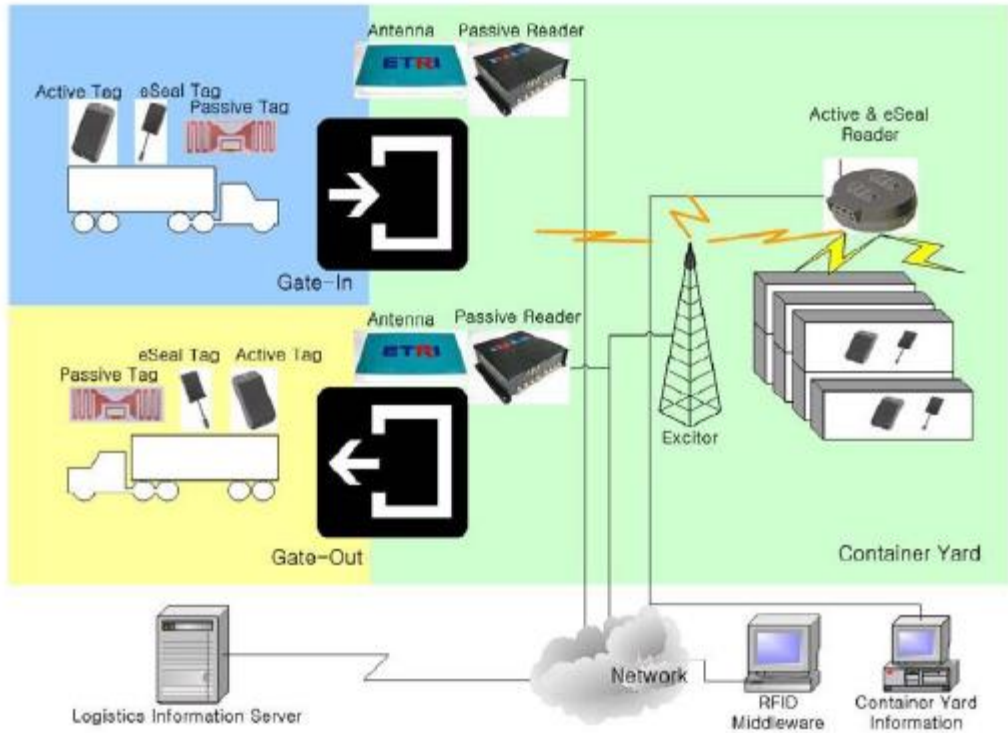 Antenna
Passive Reader
ETRI
Active Tag
eSeal Tag
Passive Tag
Active & eSeal
Reader
Gate-In
Antenna
Passive Reader
ETRI
eSeal Tag
Active Tag
Passive Tag
Exciter
Gate-Out
Container Yard
Network
Logistics Information Server
RFID
Middleware
Container Yard
Information